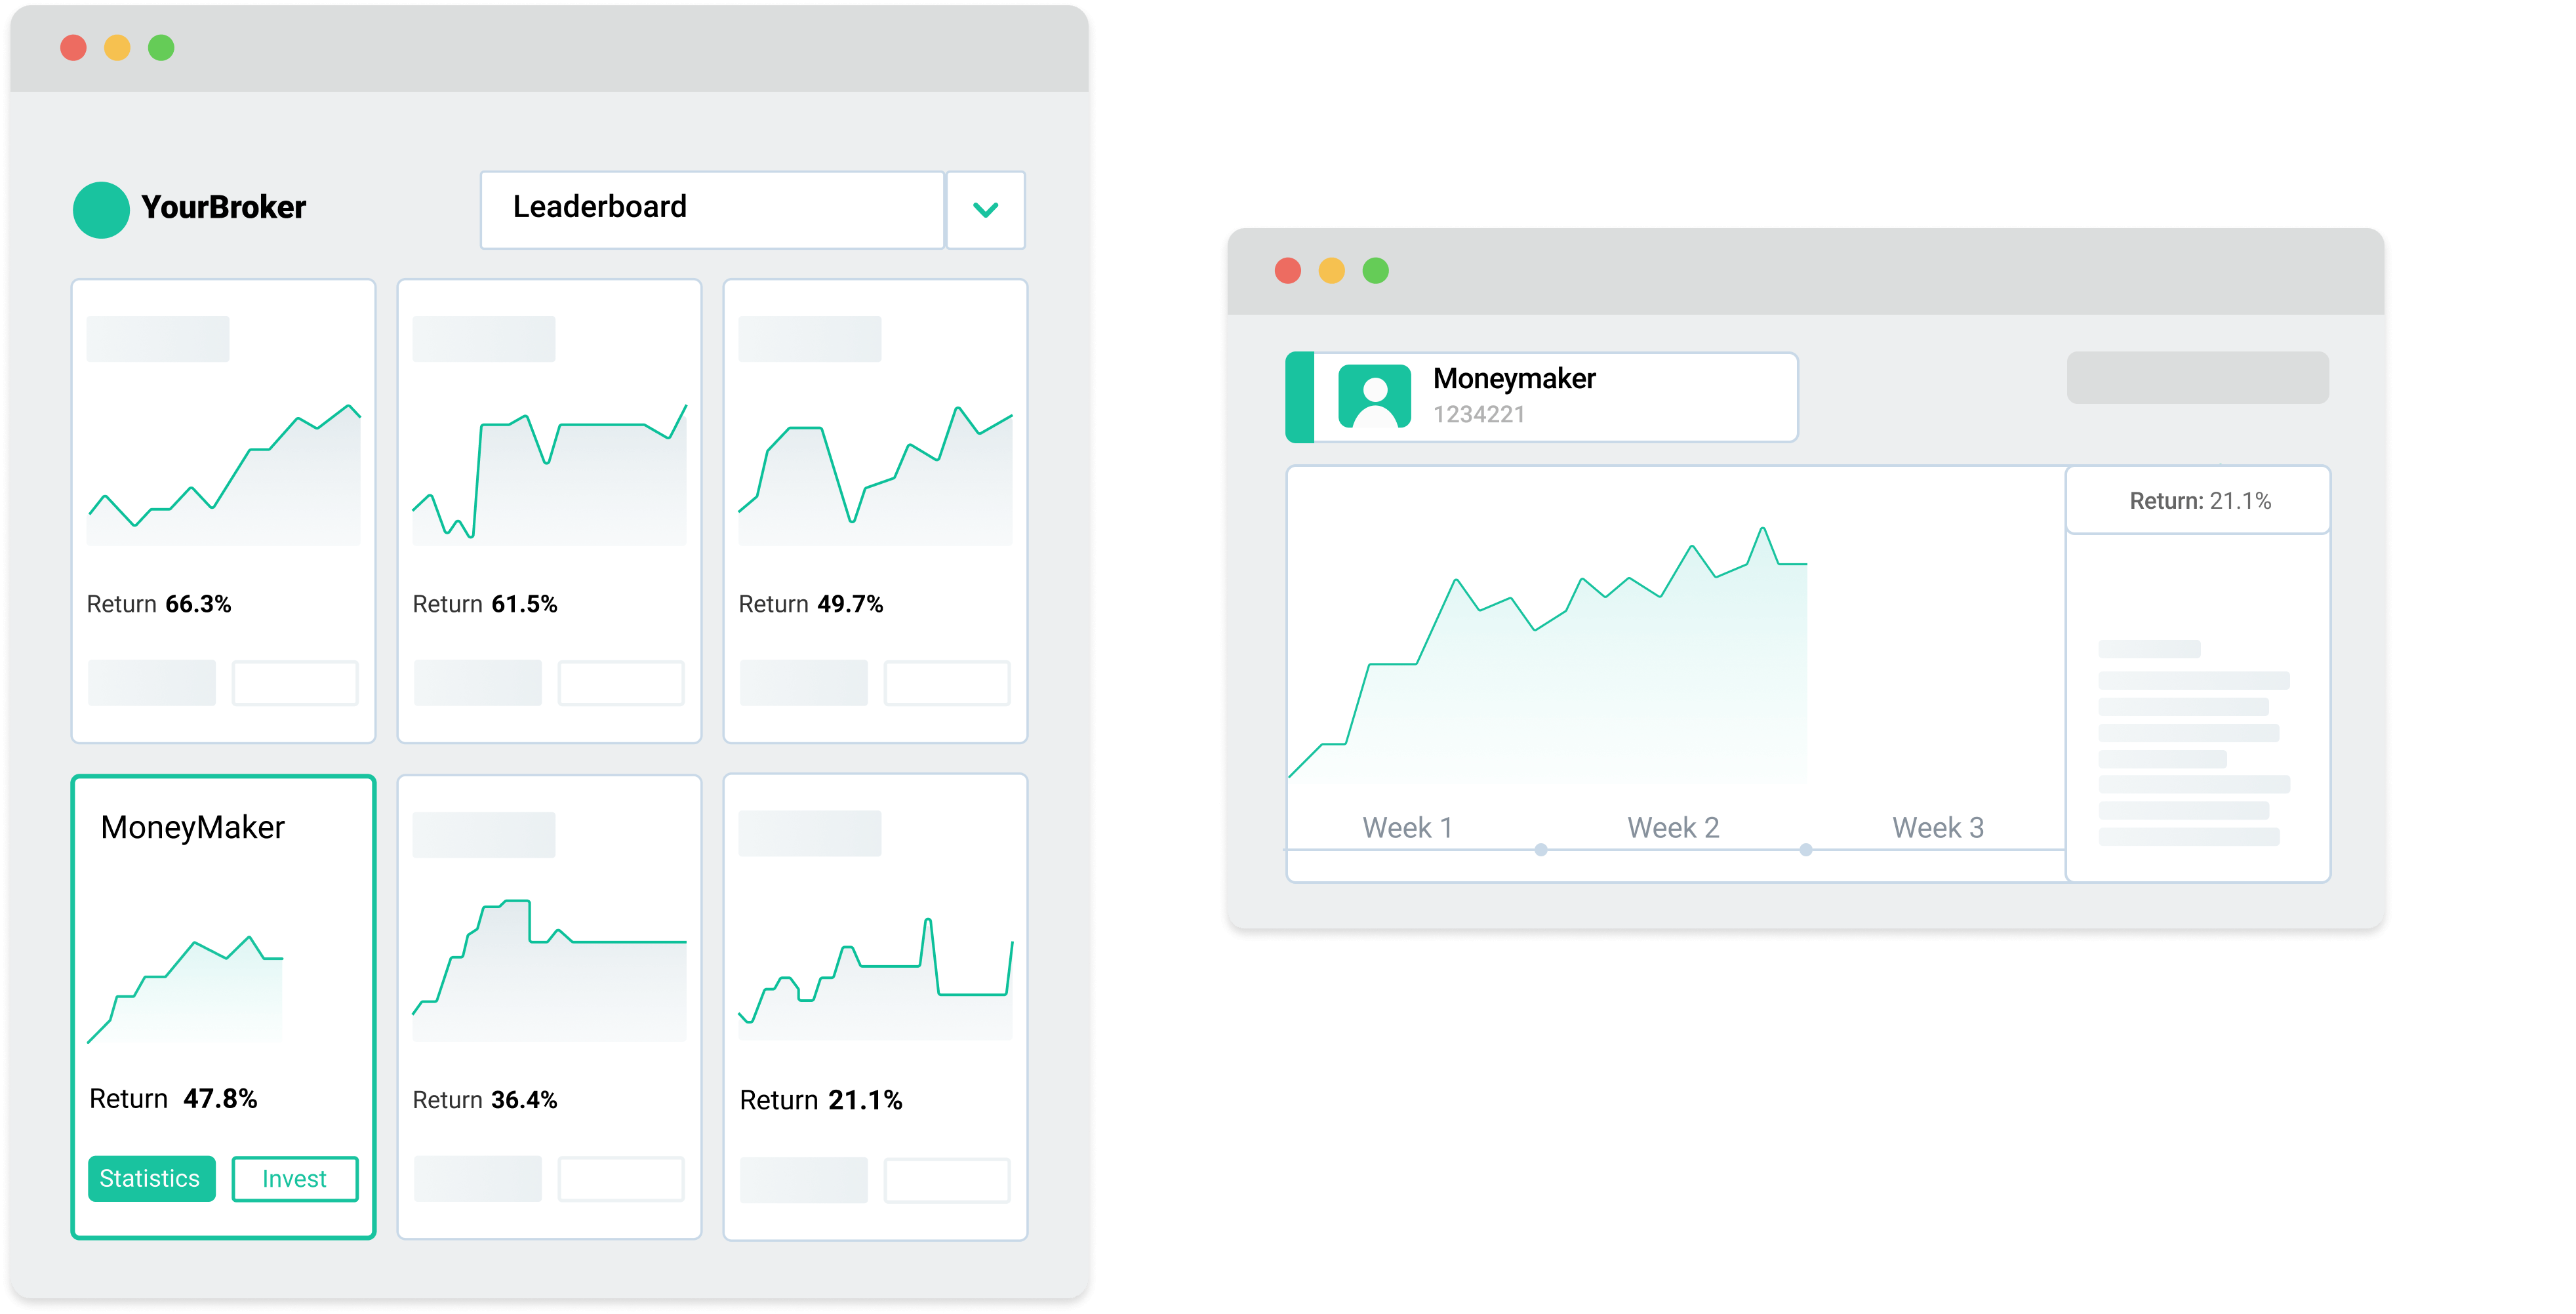 YourBroker
Leaderboard
Return 66.3%
Return 61.5%
Return 49.7%
MoneyMaker
Return 47.8%
Statistics
Invest
Return 36.4%
Return 21.1%
Moneymaker
1234221
Return: 21.1%
Week 1
Week 2
Week 3